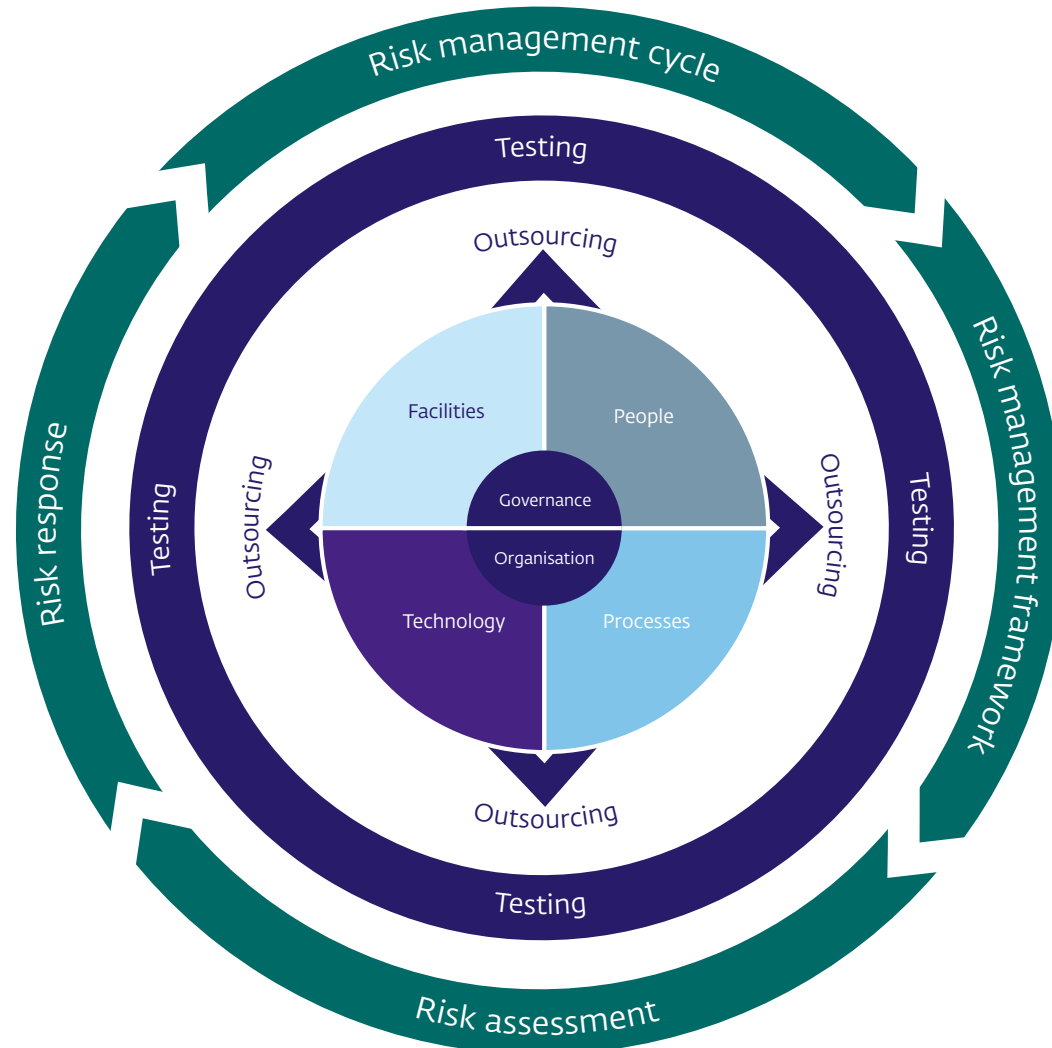 Risk management cycle
Testing
Outsourcing
Facilities
People
Risk management framework
Risk response
Testing
Outsourcing
Governance
Outsourcing
Testing
Organisation
Technology
Processes
Outsourcing
Testing
Risk assessment